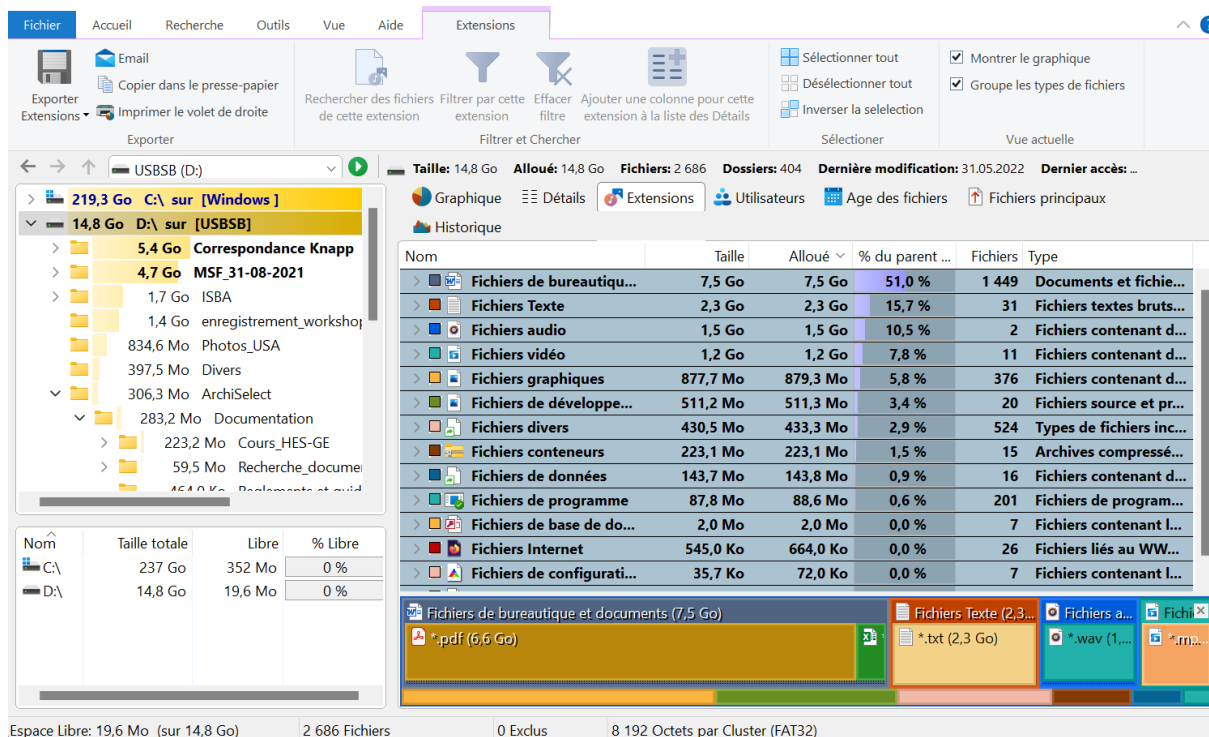 Fichier Accueil Recherche Outils Vue Aide Extensions
Exporter Extensions
Email
Copier dans le presse-papier
Imprimer le volet de droite
Exporter
Rechercher des fichiers de cette extension
Filtrer par cette extension
Effacer filtre
Ajouter une colonne pour cette extension à la liste des Détails
Filtrer et Chercher
Sélectionner tout
Désélectionner tout
Inverser la selelection
Sélectionner
Montrer le graphique
Groupe les types de fichiers
Vue actuelle
USBSB (D:)
Taille: 14,8 Go Alloué: 14,8 Go Fichiers: 2 686 Dossiers: 404 Dernière modification: 31.05.2022 Dernier accès: ...
219,3 Go C:\ sur [Windows ]
14,8 Go D:\ sur [USBSB]
5,4 Go Correspondance Knapp
4,7 Go MSF_31-08-2021
1,7 Go ISBA
1,4 Go enregistrement_workshop
834,6 Mo Photos_USA
397,5 Mo Divers
306,3 Mo ArchiSelect
283,2 Mo Documentation
223,2 Mo Cours_HES-GE
59,5 Mo Recherche_docume
Graphique Détails Extensions Utilisateurs Age des fichiers Fichiers principaux
Historique
Nom Taille Alloué % du parent ... Fichiers Type
Fichiers de bureautiqu... 7,5 Go 7,5 Go 51,0 % 1 449 Documents et fichie...
Fichiers Texte 2,3 Go 2,3 Go 15,7 % 31 Fichiers textes bruts...
Fichiers audio 1,5 Go 1,5 Go 10,5 % 2 Fichiers contenant d...
Fichiers vidéo 1,2 Go 1,2 Go 7,8 % 11 Fichiers contenant d...
Fichiers graphiques 877,7 Mo 879,3 Mo 5,8 % 376 Fichiers contenant d...
Fichiers de développe... 511,2 Mo 511,3 Mo 3,4 % 20 Fichiers source et pr...
Fichiers divers 430,5 Mo 433,3 Mo 2,9 % 524 Types de fichiers inc...
Fichiers conteneurs 223,1 Mo 223,1 Mo 1,5 % 15 Archives compressé...
Fichiers de données 143,7 Mo 143,8 Mo 0,9 % 16 Fichiers contenant d...
Fichiers de programme 87,8 Mo 88,6 Mo 0,6 % 201 Fichiers de program...
Fichiers de base de do... 2,0 Mo 2,0 Mo 0,0 % 7 Fichiers contenant l...
Fichiers Internet 545,0 Ko 664,0 Ko 0,0 % 26 Fichiers liés au WW...
Fichiers de configurati... 35,7 Ko 72,0 Ko 0,0 % 7 Fichiers contenant l...
Nom Taille totale Libre % Libre
C:\ 237 Go 352 Mo 0 %
D:\ 14,8 Go 19,6 Mo 0 %
Fichiers de bureautique et documents (7,5 Go) Fichiers Texte (2,3... Fichiers a... Fichi
*.pdf (6,6 Go) *.txt (2,3 Go) *.wav (1,... *.mp...
Espace Libre: 19,6 Mo (sur 14,8 Go) 2 686 Fichiers 0 Exclus 8 192 Octets par Cluster (FAT32)